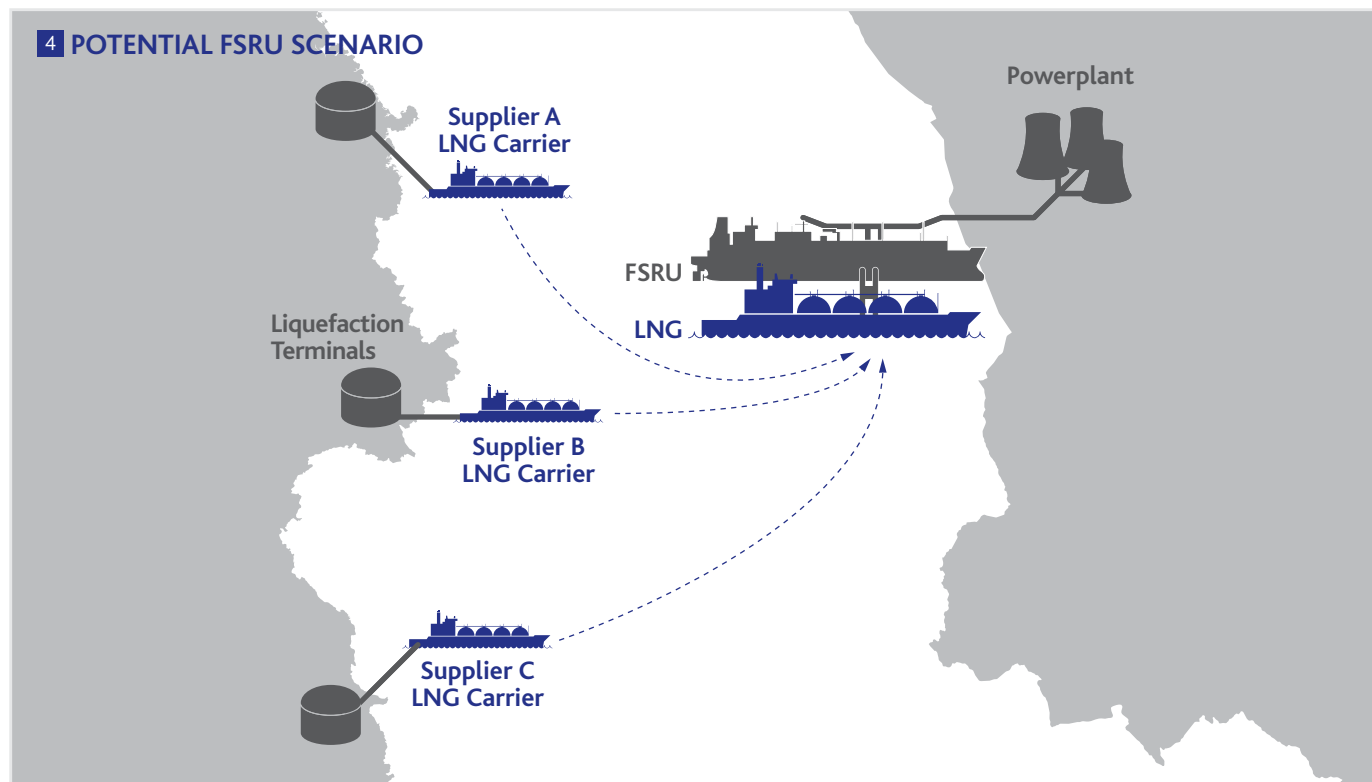 4 POTENTIAL FSRU SCENARIO
Powerplant
Supplier A
LNG Carrier
FSRU
LNG
Liquefaction
Terminals
Supplier B
LNG Carrier
Supplier C
LNG Carrier